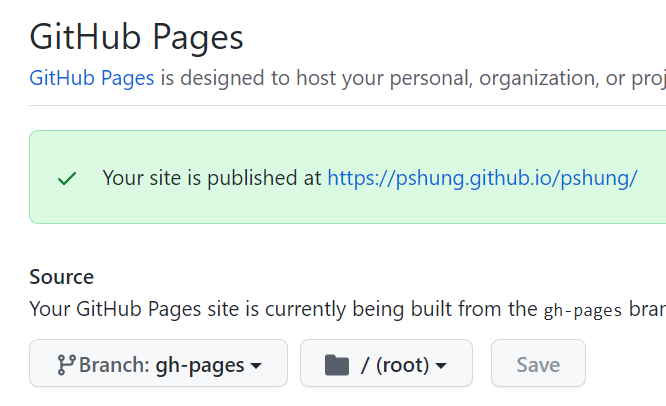 GitHub Pages
GitHub Pages is designed to host your personal, organization, or
Your site is published at https://pshung.github.io/pshung/
Source
Your GitHub Pages site is currently being built from the gh-pages
Branch: gh-pages
/ (root)
Save